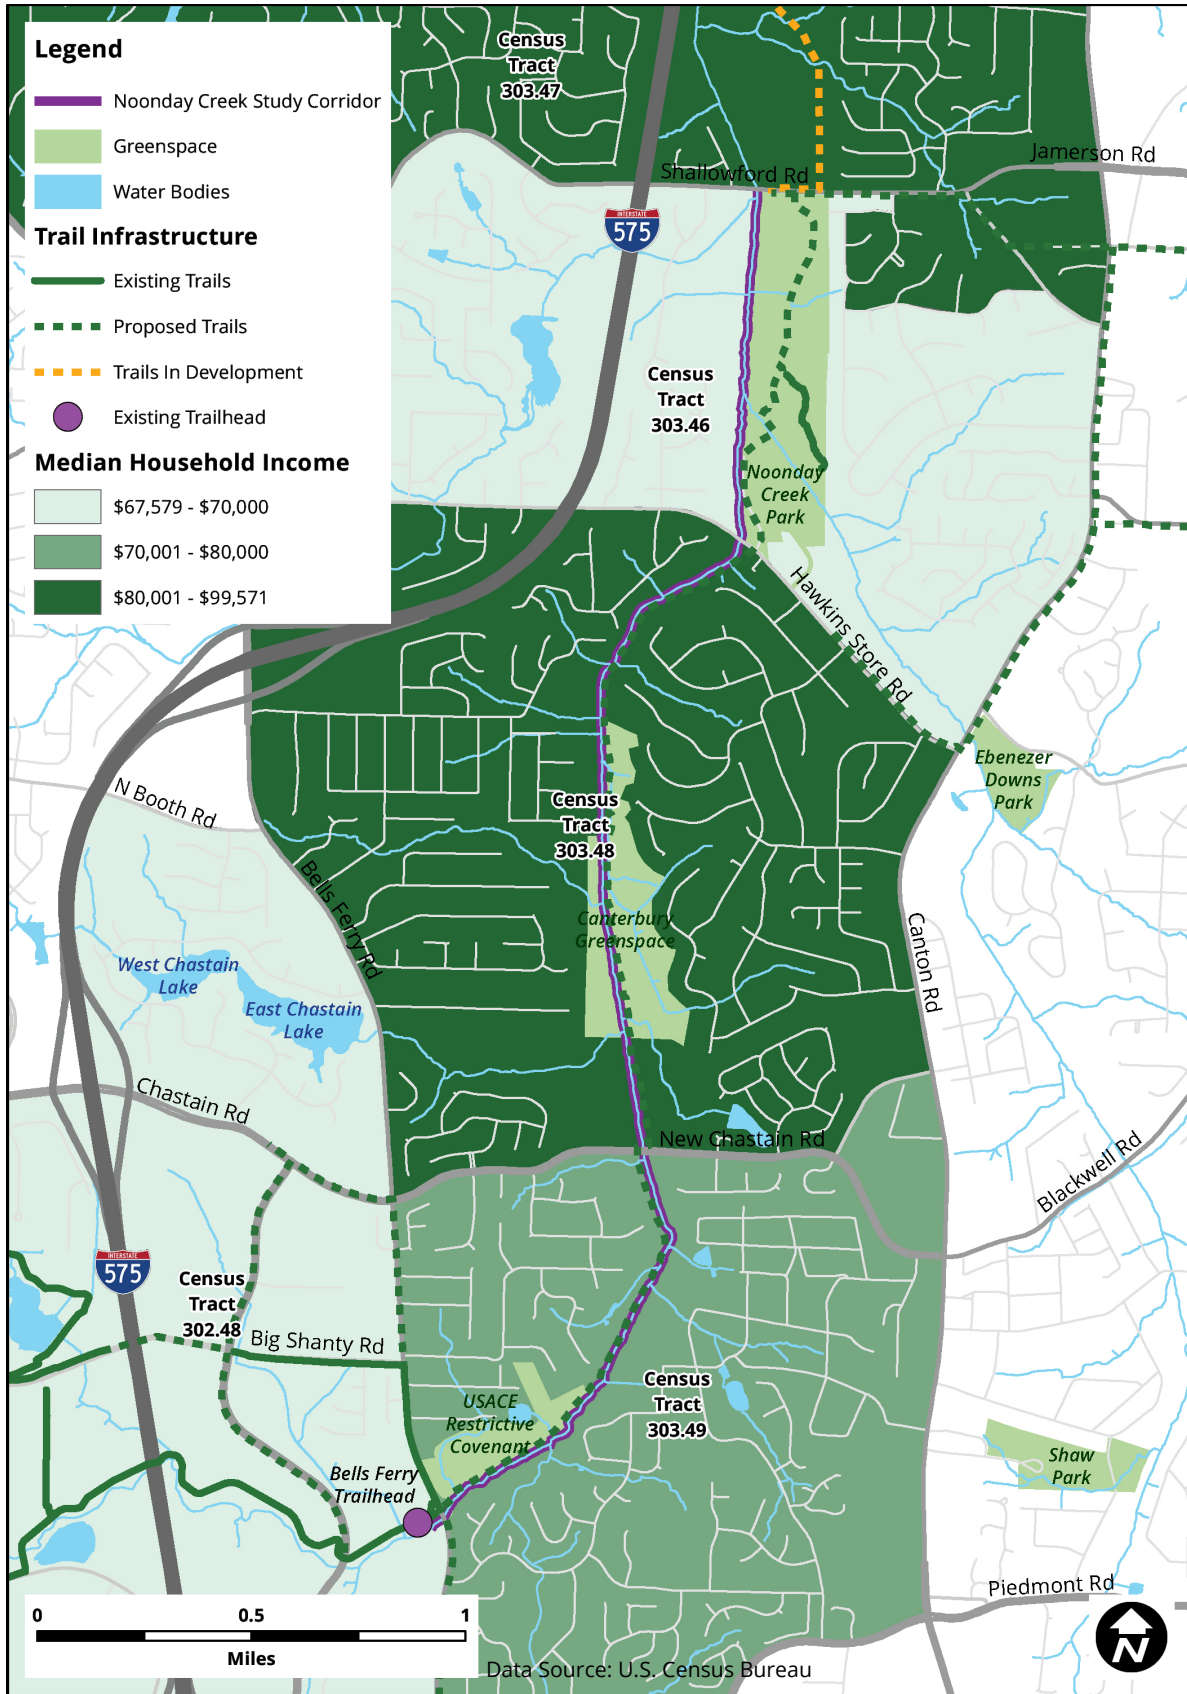 Legend
Noonday Creek Study Corridor
Greenspace
Water Bodies
Trail Infrastructure
Existing Trails
Proposed Trails
Trails In Development
Existing Trailhead
Median Household Income
$67,579 - $70,000
$70,001 - $80,000
$80,001 - $99,571
Census
Tract
303.47
Shallowford Rd
Jamerson Rd
INTERSTATE
575
Census
Tract
303.46
Noonday
Creek
Park
Hawkins Store Rd
Ebenezer
Downs
Park
N Booth Rd
Census
Tract
303.48
Bells Ferry Rd
Canterbury
Greenspace
Canton Rd
West Chastain
Lake
East Chastain
Lake
Chastain Rd
New Chastain Rd
Blackwell Rd
INTERSTATE
575
Census
Tract
302.48
Big Shanty Rd
Census
Tract
303.49
USACE
Restrictive
Covenant
Bells Ferry
Trailhead
Shaw
Park
Piedmont Rd
0 0.5 1
Miles
Data Source: U.S. Census Bureau
N